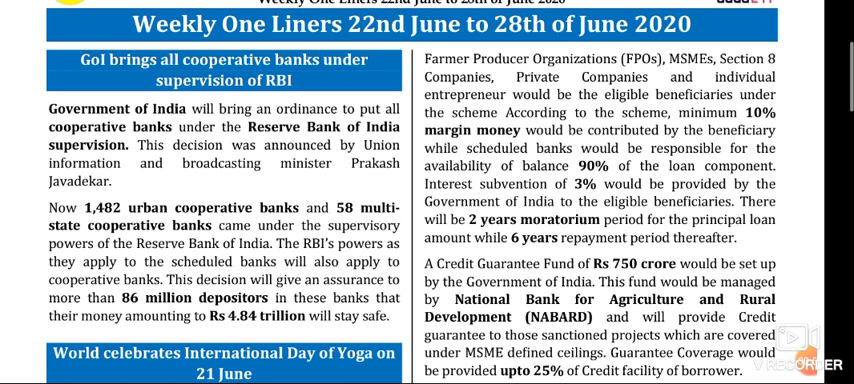 Weekly One Liners 22nd June to 28th of June 2020
Weekly One Liners 22nd June to 28th of June 2020
GoI brings all cooperative banks under
supervision of RBI
Government of India will bring an ordinance to put all
cooperative banks under the Reserve Bank of India
supervision. This decision was announced by Union
information and broadcasting minister Prakash
Javadekar.
Now 1,482 urban cooperative banks and 58 multi-
state cooperative banks came under the supervisory
powers of the Reserve Bank of India. The RBI's powers as
they apply to the scheduled banks will also apply to
cooperative banks. This decision will give an assurance to
more than 86 million depositors in these banks that
their money amounting to Rs 4.84 trillion will stay safe.
World celebrates International Day of Yoga on
21 June
Farmer Producer Organizations (FPOs), MSMEs, Section 8
Companies, Private Companies and individual
entrepreneur would be the eligible beneficiaries under
the scheme According to the scheme, minimum 10%
margin money would be contributed by the beneficiary
while scheduled banks would be responsible for the
availability of balance 90% of the loan component.
Interest subvention of 3% would be provided by the
Government of India to the eligible beneficiaries. There
will be 2 years moratorium period for the principal loan
amount while 6 years repayment period thereafter.
A Credit Guarantee Fund of Rs 750 crore would be set up
by the Government of India. This fund would be managed
by National Bank for Agriculture and Rural
Development (NABARD) and will provide Credit
guarantee to those sanctioned projects which are covered
under MSME defined ceilings. Guarantee Coverage would
be provided upto 25% of Credit facility of borrower.
V RECORDER